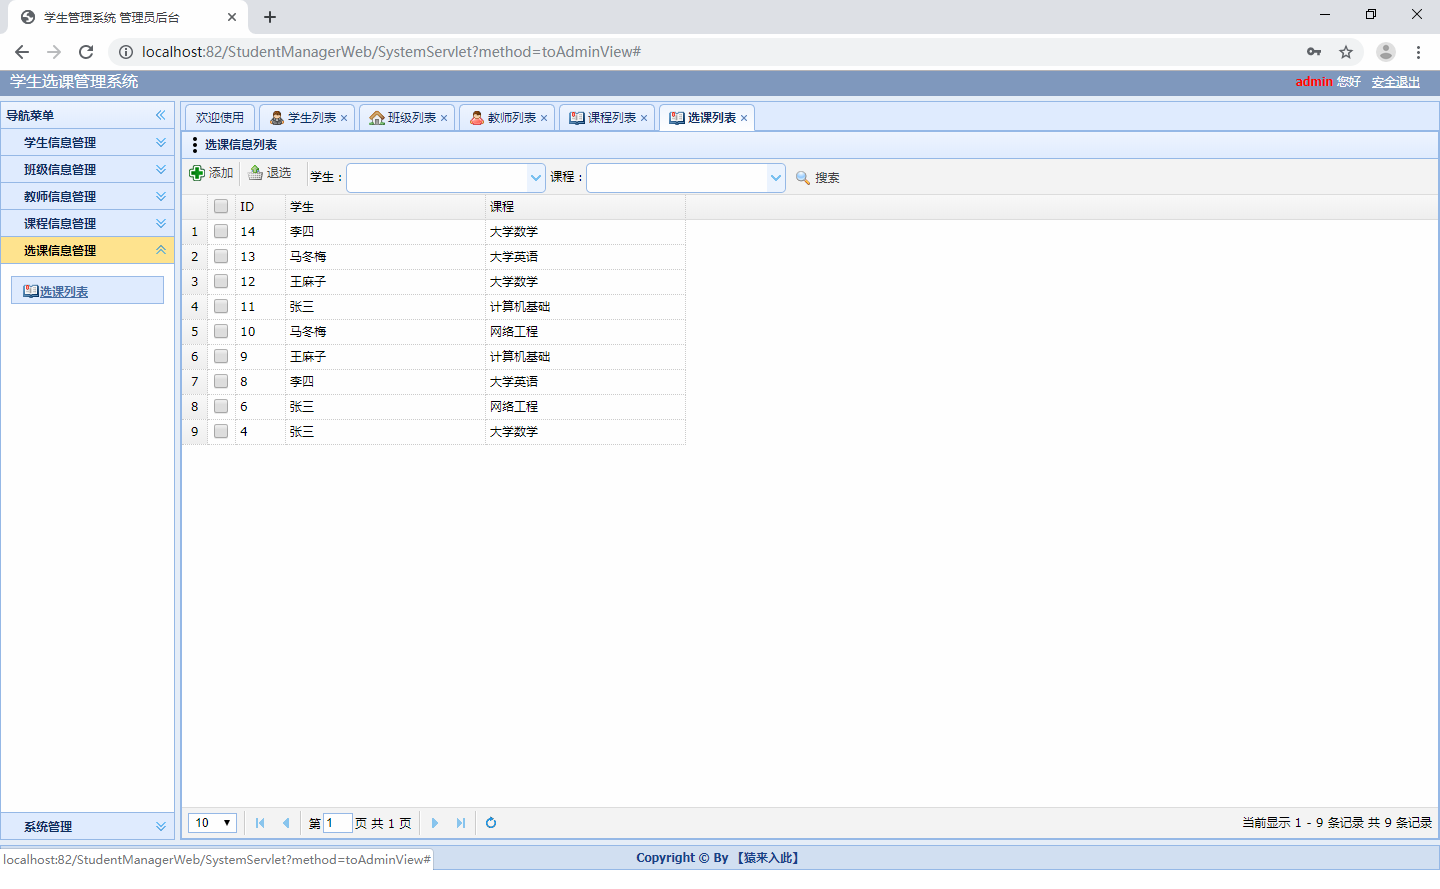 学生管理系统 管理员后台
localhost:82/StudentManagerWeb/SystemServlet?method=toAdminView#
学生选课管理系统
admin 您好 安全退出
导航菜单
学生信息管理
班级信息管理
教师信息管理
课程信息管理
选课信息管理
选课列表
系统管理
欢迎使用 学生列表 班级列表 教师列表 课程列表 选课列表
选课信息列表
添加 退选 学生： 课程： 搜索
ID 学生 课程
1 14 李四 大学数学
2 13 马冬梅 大学英语
3 12 王麻子 大学数学
4 11 张三 计算机基础
5 10 马冬梅 网络工程
6 9 王麻子 计算机基础
7 8 李四 大学英语
8 6 张三 网络工程
9 4 张三 大学数学
10 第 1 页 共 1 页 当前显示 1 - 9 条记录 共 9 条记录
Copyright © By 【猿来入此】
localhost:82/StudentManagerWeb/SystemServlet?method=toAdminView#